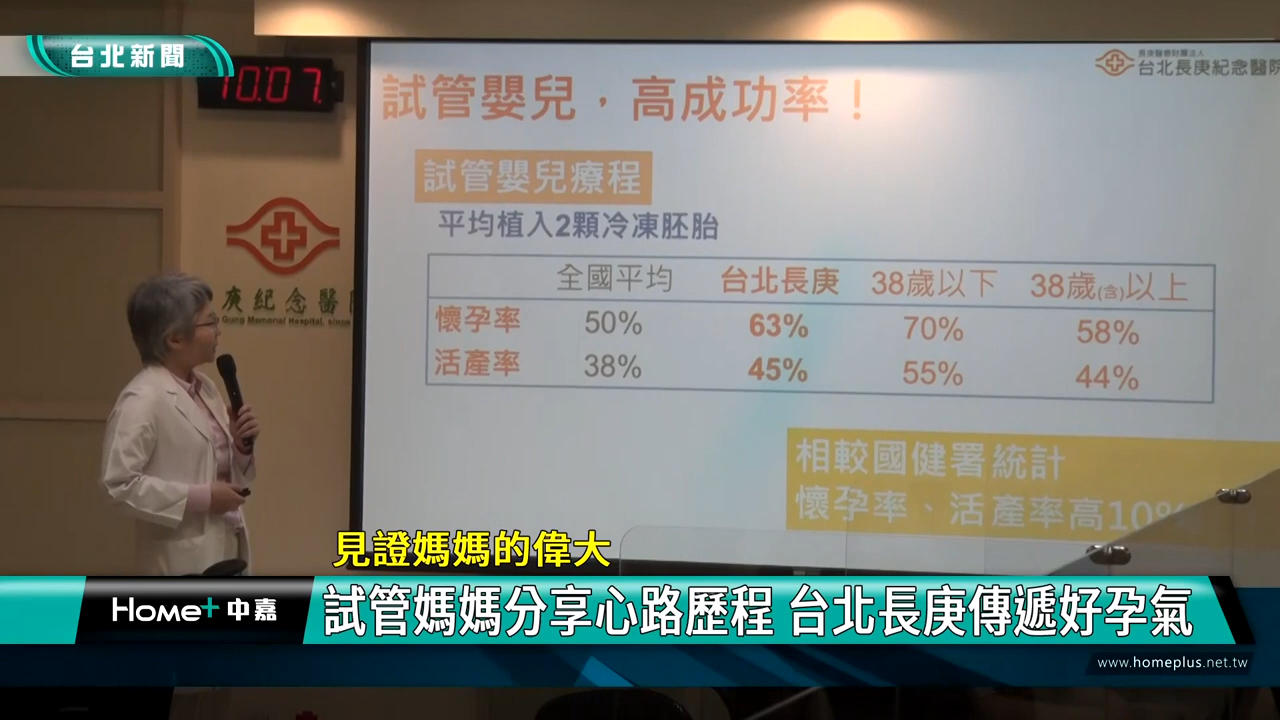 台北新聞
10:07
長庚醫療財團法人
台北長庚紀念醫院
試管嬰兒，高成功率！
試管嬰兒療程
平均植入2顆冷凍胚胎
全國平均 台北長庚 38歲以下 38歲(含)以上
懷孕率 50% 63% 70% 58%
活產率 38% 45% 55% 44%
庚紀念醫院
Gung Memorial Hospital, since
相較國健署統計
懷孕率、活產率高10%
見證媽媽的偉大
Home+ 中嘉
試管媽媽分享心路歷程 台北長庚傳遞好孕氣
www.homeplus.net.tw